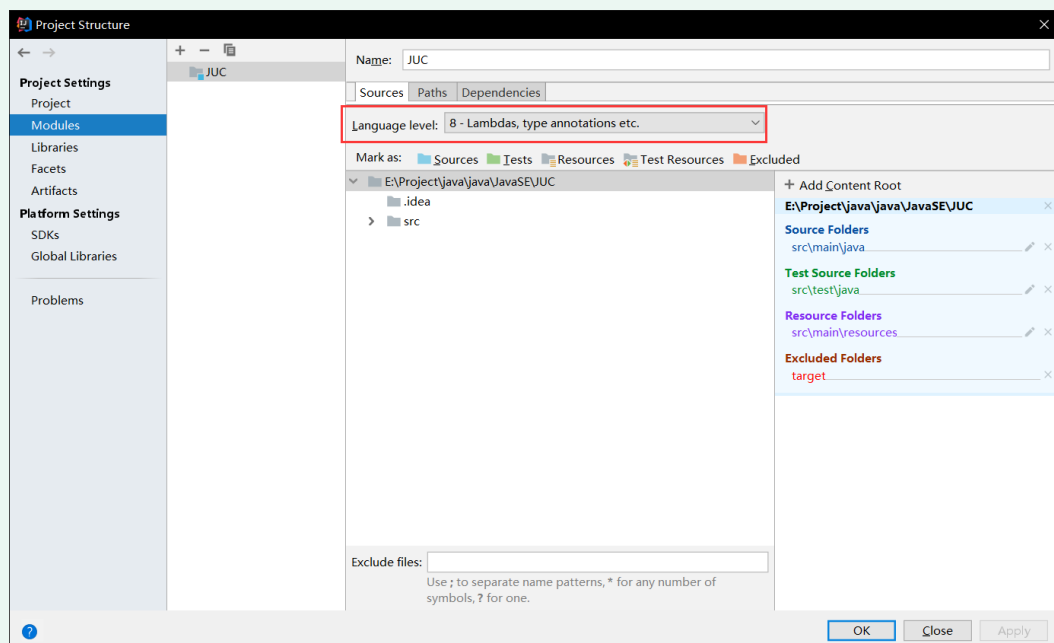 Project Structure
Project Settings
Project
Modules
Libraries
Facets
Artifacts
Platform Settings
SDKs
Global Libraries
Problems
JUC
Name: JUC
Sources Paths Dependencies
Language level: 8 - Lambdas, type annotations etc.
Mark as: Sources Tests Resources Test Resources Excluded
E:\Project\java\java\JavaSE\JUC
.idea
src
+ Add Content Root
E:\Project\java\java\JavaSE\JUC
Source Folders
src\main\java
Test Source Folders
src\test\java
Resource Folders
src\main\resources
Excluded Folders
target
Exclude files:
Use ; to separate name patterns, * for any number of
symbols, ? for one.
OK Close Apply